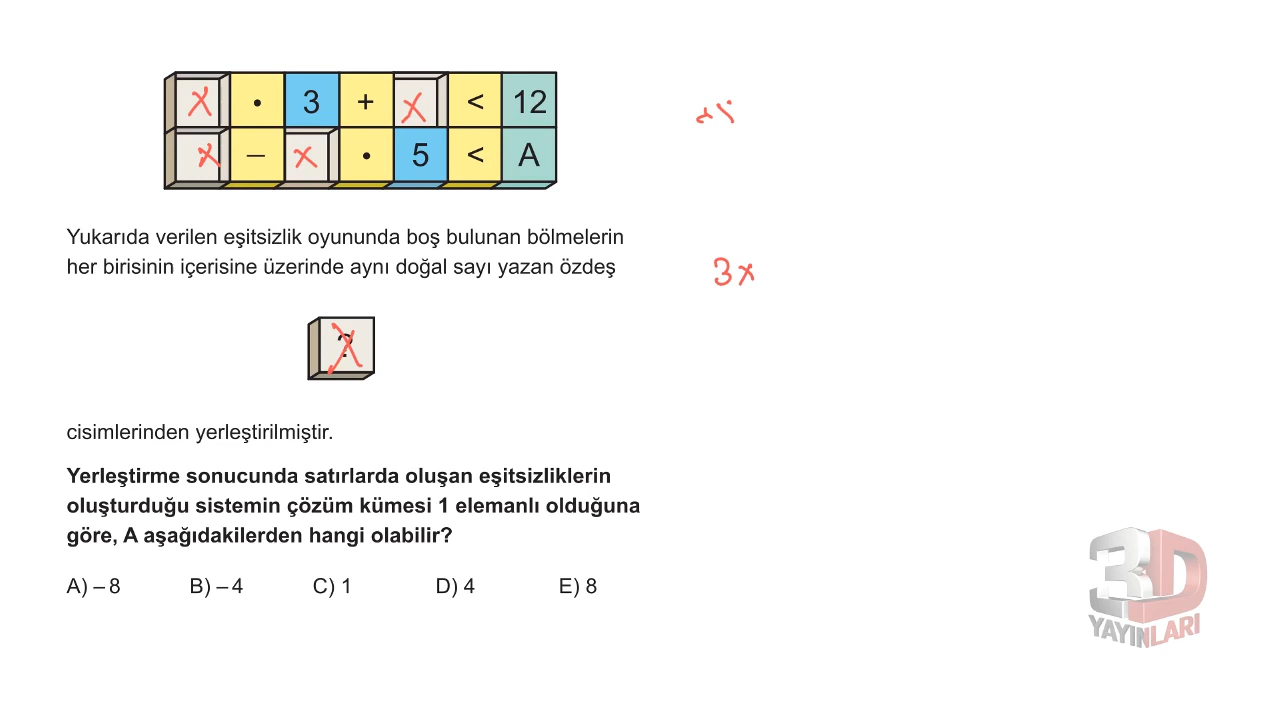 x · 3 + x < 12
x – x · 5 < A
Yukarıda verilen eşitsizlik oyununda boş bulunan bölmelerin
her birisinin içerisine üzerinde aynı doğal sayı yazan özdeş
3x
?
x
cisimlerinden yerleştirilmiştir.
Yerleştirme sonucunda satırlarda oluşan eşitsizliklerin
oluşturduğu sistemin çözüm kümesi 1 elemanlı olduğuna
göre, A aşağıdakilerden hangi olabilir?
A) – 8 B) – 4 C) 1 D) 4 E) 8
3D
YAYINLARI